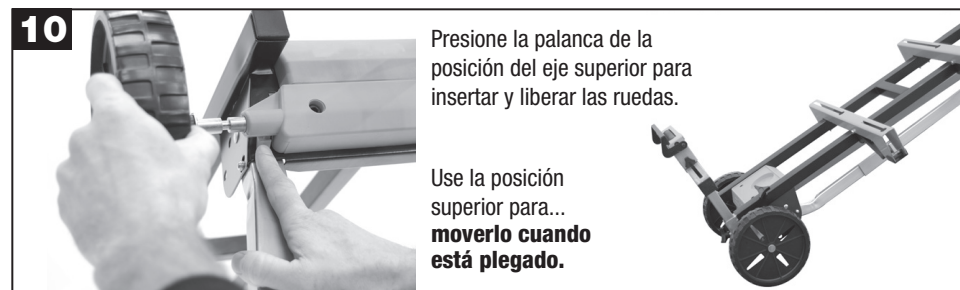 10
Presione la palanca de la
posición del eje superior para
insertar y liberar las ruedas.
Use la posición
superior para...
moverlo cuando
está plegado.